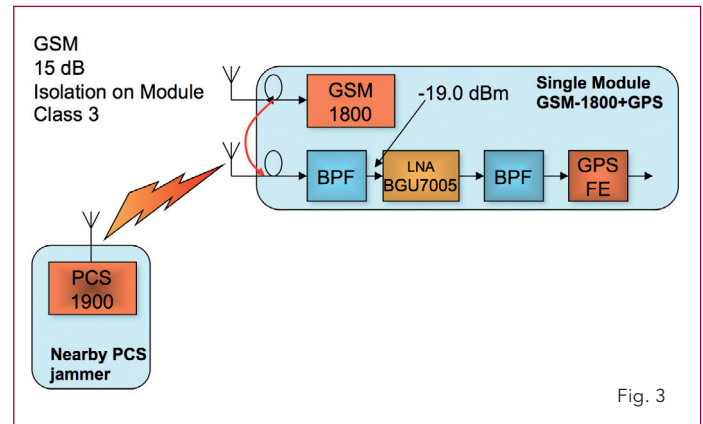 GSM
15 dB
Isolation on Module
Class 3
GSM
1800
-19.0 dBm
Single Module
GSM-1800+GPS
BPF
LNA
BGU7005
BPF
GPS
FE
PCS
1900
Nearby PCS
jammer
Fig. 3